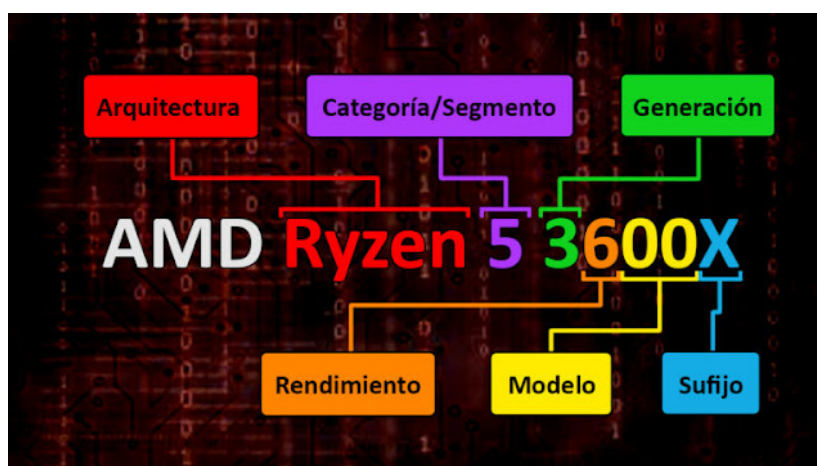 Arquitectura
Categoría/Segmento
Generación
AMD Ryzen 5 3600X
Rendimiento
Modelo
Sufijo